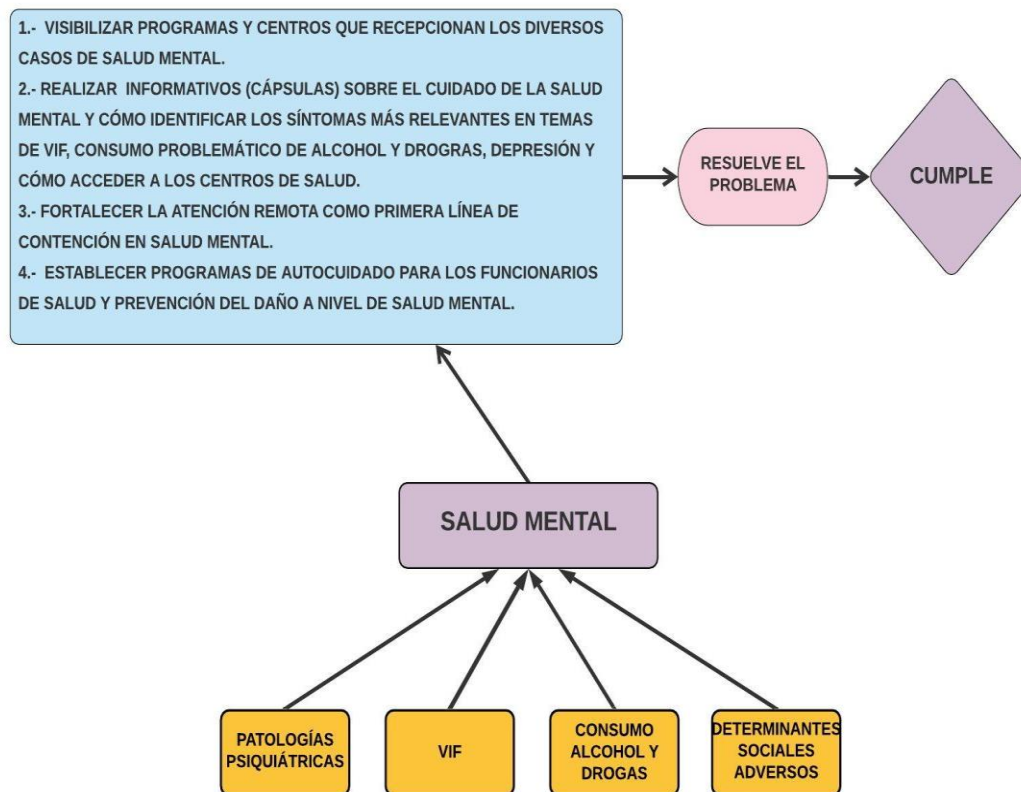 1.- VISIBILIZAR PROGRAMAS Y CENTROS QUE RECEPCIONAN LOS DIVERSOS
CASOS DE SALUD MENTAL.
2.- REALIZAR INFORMATIVOS (CÁPSULAS) SOBRE EL CUIDADO DE LA SALUD
MENTAL Y CÓMO IDENTIFICAR LOS SÍNTOMAS MÁS RELEVANTES EN TEMAS
DE VIF, CONSUMO PROBLEMÁTICO DE ALCOHOL Y DROGRAS, DEPRESIÓN Y
CÓMO ACCEDER A LOS CENTROS DE SALUD.
3.- FORTALECER LA ATENCIÓN REMOTA COMO PRIMERA LÍNEA DE
CONTENCIÓN EN SALUD MENTAL.
4.- ESTABLECER PROGRAMAS DE AUTOCUIDADO PARA LOS FUNCIONARIOS
DE SALUD Y PREVENCIÓN DEL DAÑO A NIVEL DE SALUD MENTAL.
RESUELVE EL
PROBLEMA
CUMPLE
SALUD MENTAL
PATOLOGÍAS
PSIQUIÁTRICAS
VIF
CONSUMO
ALCOHOL Y
DROGAS
DETERMINANTES
SOCIALES
ADVERSOS